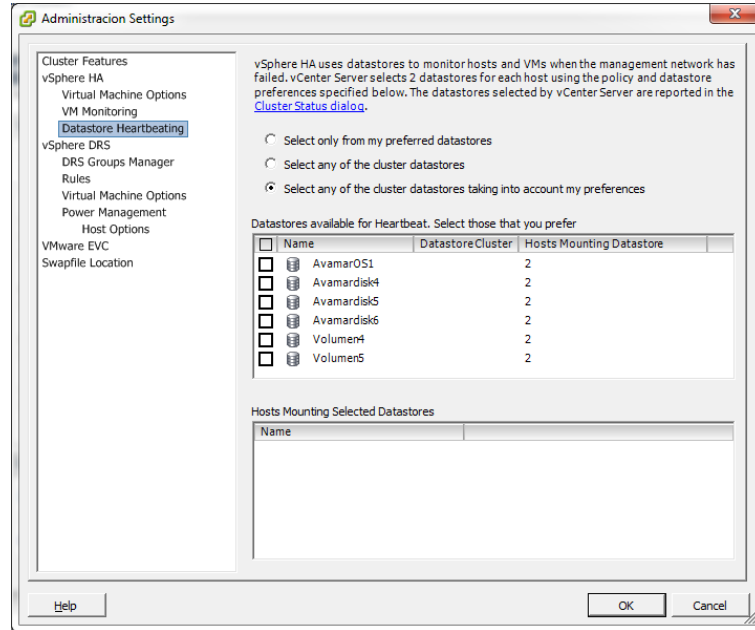 Administracion Settings
Cluster Features
vSphere HA
Virtual Machine Options
VM Monitoring
Datastore Heartbeating
vSphere DRS
DRS Groups Manager
Rules
Virtual Machine Options
Power Management
Host Options
VMware EVC
Swapfile Location
vSphere HA uses datastores to monitor hosts and VMs when the management network has
failed. vCenter Server selects 2 datastores for each host using the policy and datastore
preferences specified below. The datastores selected by vCenter Server are reported in the
Cluster Status dialog.
Select only from my preferred datastores
Select any of the cluster datastores
Select any of the cluster datastores taking into account my preferences
Datastores available for Heartbeat. Select those that you prefer
Name Datastore Cluster Hosts Mounting Datastore
AvamarOS1 2
Avamardisk4 2
Avamardisk5 2
Avamardisk6 2
Volumen4 2
Volumen5 2
Hosts Mounting Selected Datastores
Name
Help OK Cancel